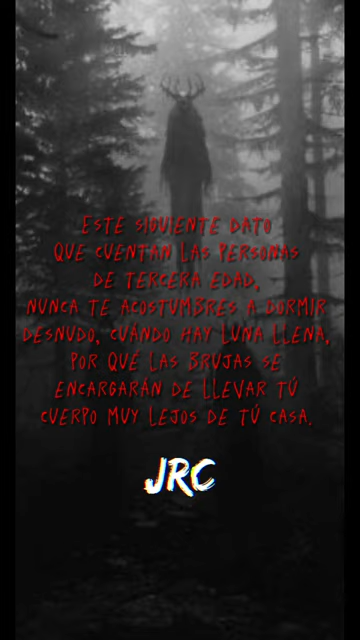 ESTE SIGUIENTE DATO
QUE CUENTAN LAS PERSONAS
DE TERCERA EDAD,
NUNCA TE ACOSTUMBRES A DORMIR
DESNUDO, CUÁNDO HAY LUNA LLENA,
POR QUÉ LAS BRUJAS SE
ENCARGARÁN DE LLEVAR TÚ
CUERPO MUY LEJOS DE TÚ CASA.
JRC